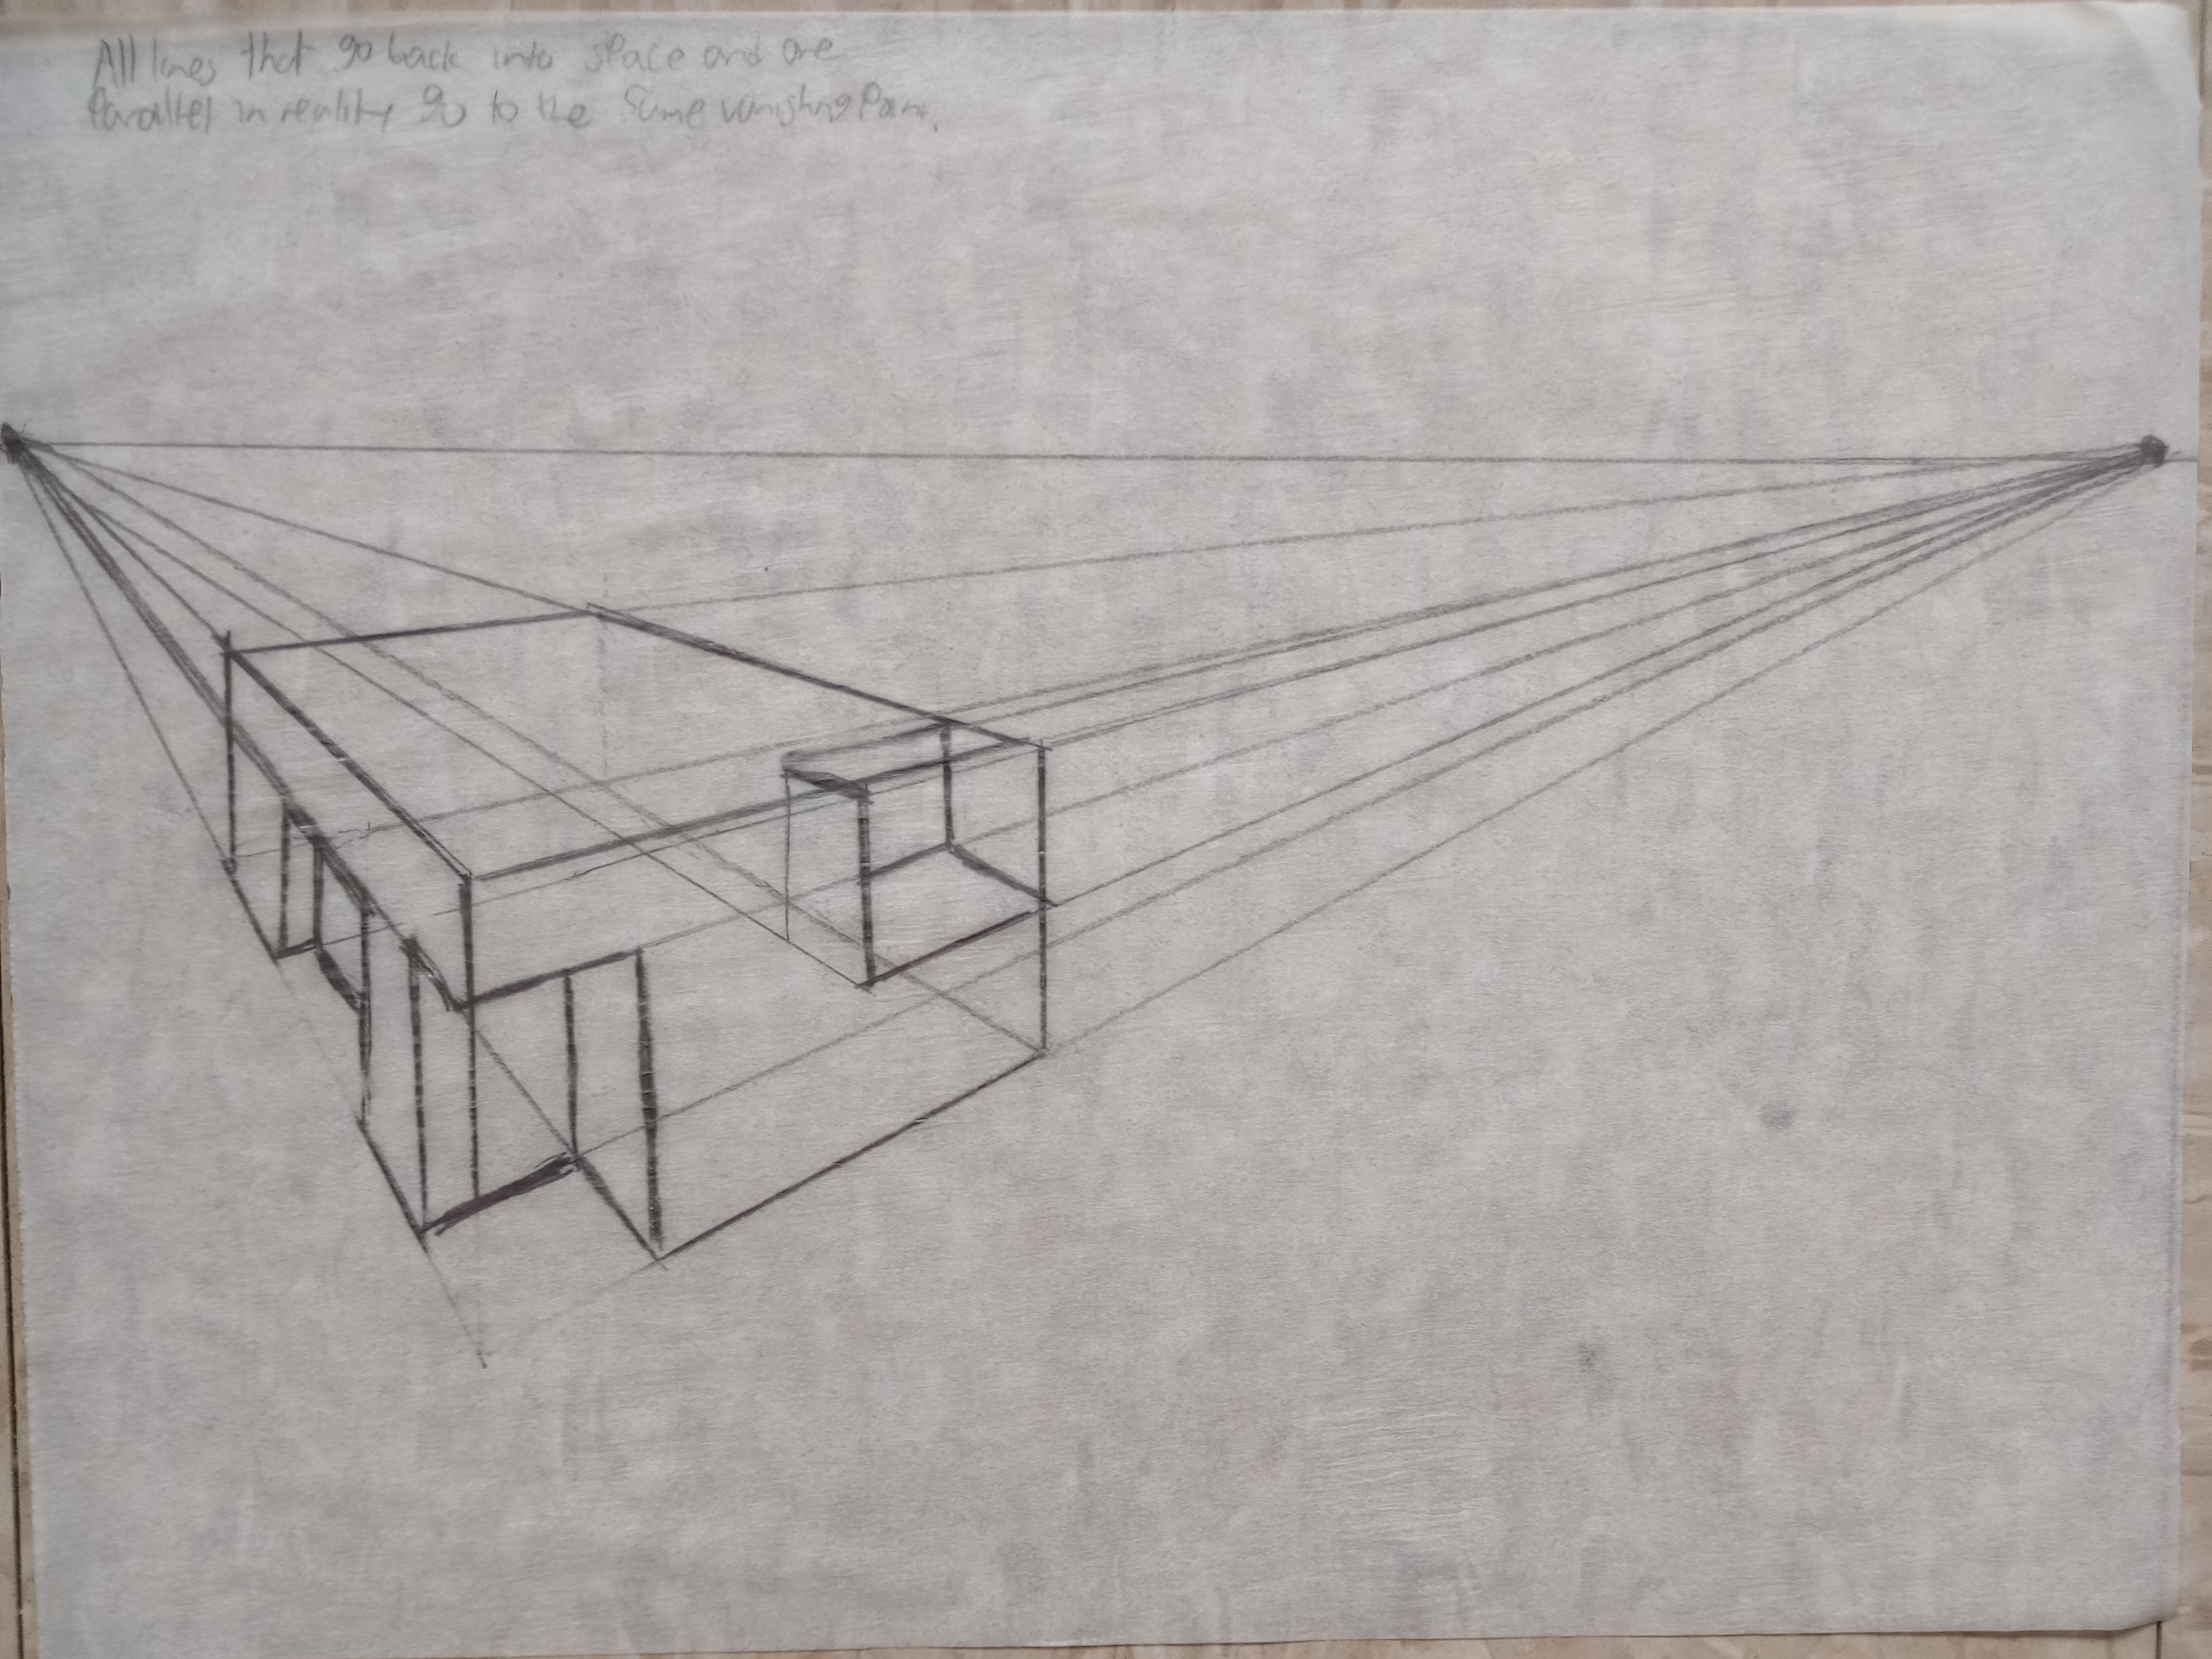 All lines that go back into space and are
Parallel in reality go to the Same vanishing Point.